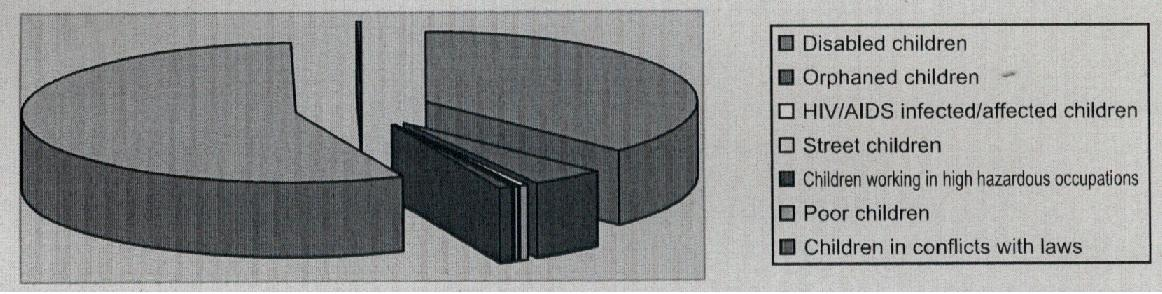 Disabled children
Orphaned children
HIV/AIDS infected/affected children
Street children
Children working in high hazardous occupations
Poor children
Children in conflicts with laws